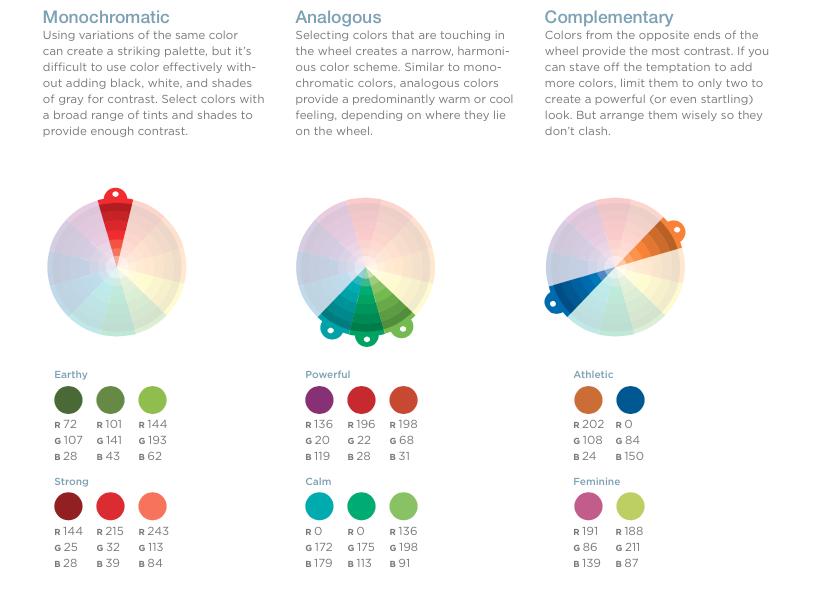 Monochromatic
Using variations of the same color
can create a striking palette, but it's
difficult to use color effectively with-
out adding black, white, and shades
of gray for contrast. Select colors with
a broad range of tints and shades to
provide enough contrast.
Analogous
Selecting colors that are touching in
the wheel creates a narrow, harmoni-
ous color scheme. Similar to mono-
chromatic colors, analogous colors
provide a predominantly warm or cool
feeling, depending on where they lie
on the wheel.
Complementary
Colors from the opposite ends of the
wheel provide the most contrast. If you
can stave off the temptation to add
more colors, limit them to only two to
create a powerful (or even startling)
look. But arrange them wisely so they
don't clash.
Earthy
R 72 R 101 R 144
G 107 G 141 G 193
B 28 B 43 B 62
Strong
R 144 R 215 R 243
G 25 G 32 G 113
B 28 B 39 B 84
Powerful
R 136 R 196 R 198
G 20 G 22 G 68
B 119 B 28 B 31
Calm
R 0 R 0 R 136
G 172 G 175 G 198
B 179 B 113 B 91
Athletic
R 202 R 0
G 108 G 84
B 24 B 150
Feminine
R 191 R 188
G 86 G 211
B 139 B 87